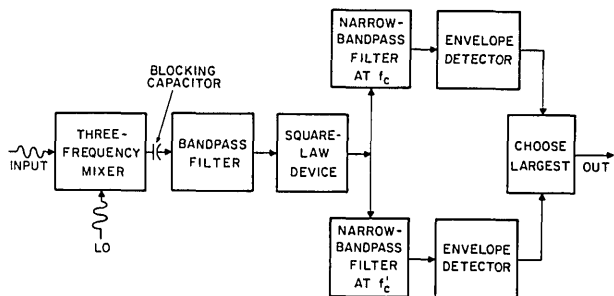 NARROW-
BANDPASS
FILTER
AT fc
ENVELOPE
DETECTOR
BLOCKING
CAPACITOR
THREE-
FREQUENCY
MIXER
BANDPASS
FILTER
SQUARE-
LAW
DEVICE
CHOOSE
LARGEST
INPUT
OUT
LO
NARROW-
BANDPASS
FILTER
AT f'c
ENVELOPE
DETECTOR